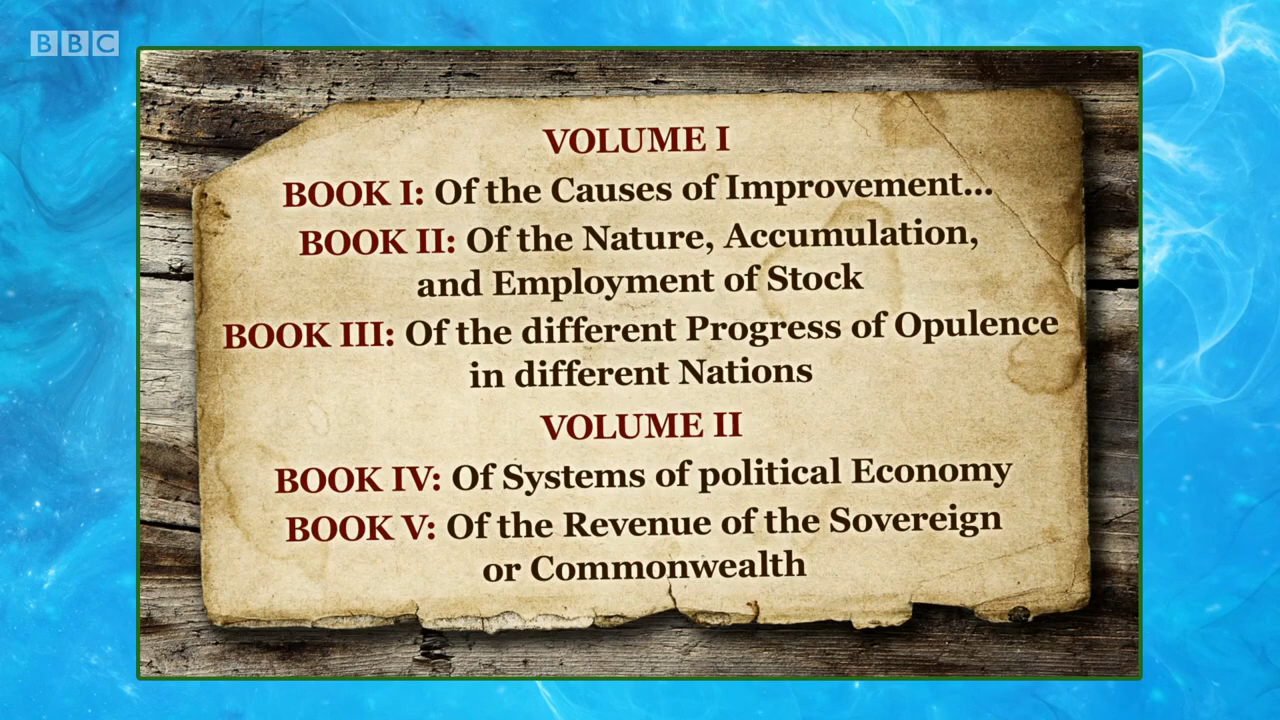 BBC
VOLUME I
BOOK I: Of the Causes of Improvement...
BOOK II: Of the Nature, Accumulation,
and Employment of Stock
BOOK III: Of the different Progress of Opulence
in different Nations
VOLUME II
BOOK IV: Of Systems of political Economy
BOOK V: Of the Revenue of the Sovereign
or Commonwealth